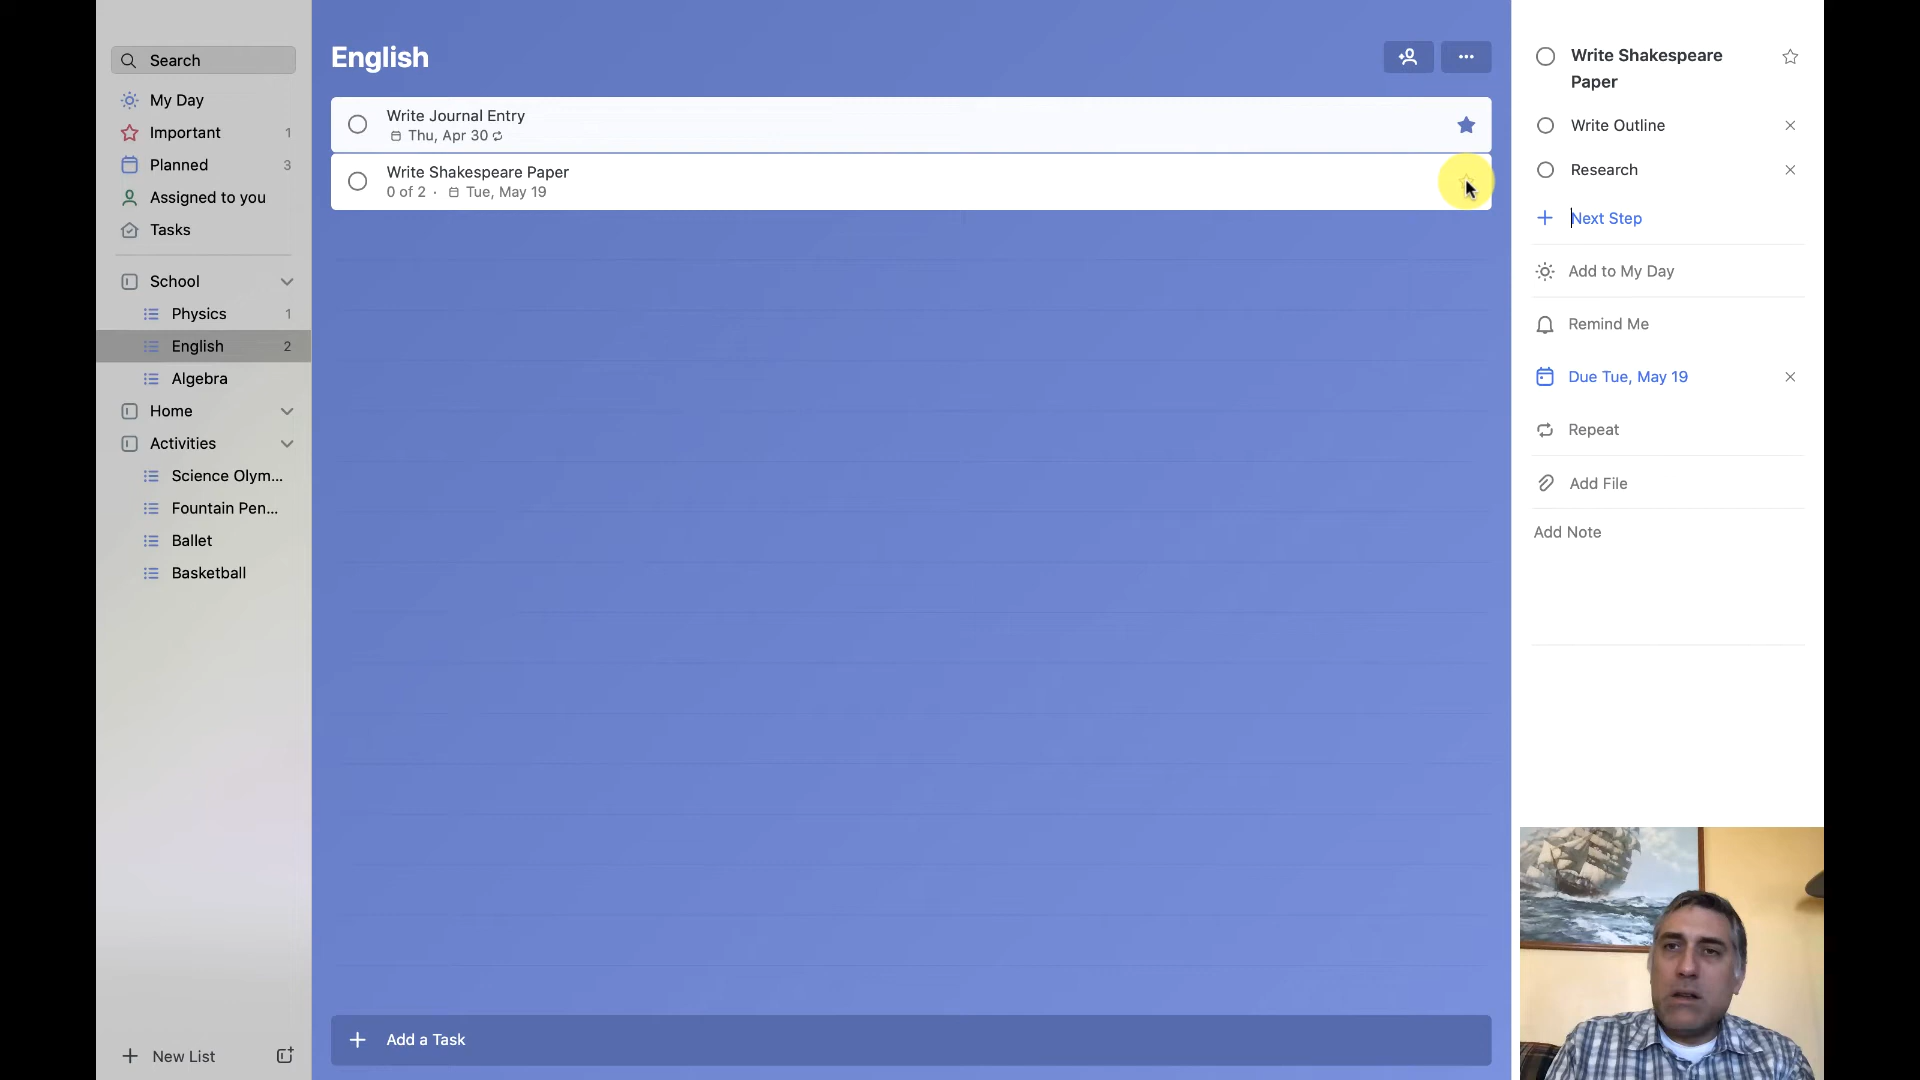 Search
My Day
Important 1
Planned 3
Assigned to you
Tasks
School
Physics 1
English 2
Algebra
Home
Activities
Science Olym...
Fountain Pen...
Ballet
Basketball
New List
English
Write Journal Entry
Thu, Apr 30
Write Shakespeare Paper
0 of 2 · Tue, May 19
Add a Task
Write Shakespeare
Paper
Write Outline
Research
Next Step
Add to My Day
Remind Me
Due Tue, May 19
Repeat
Add File
Add Note